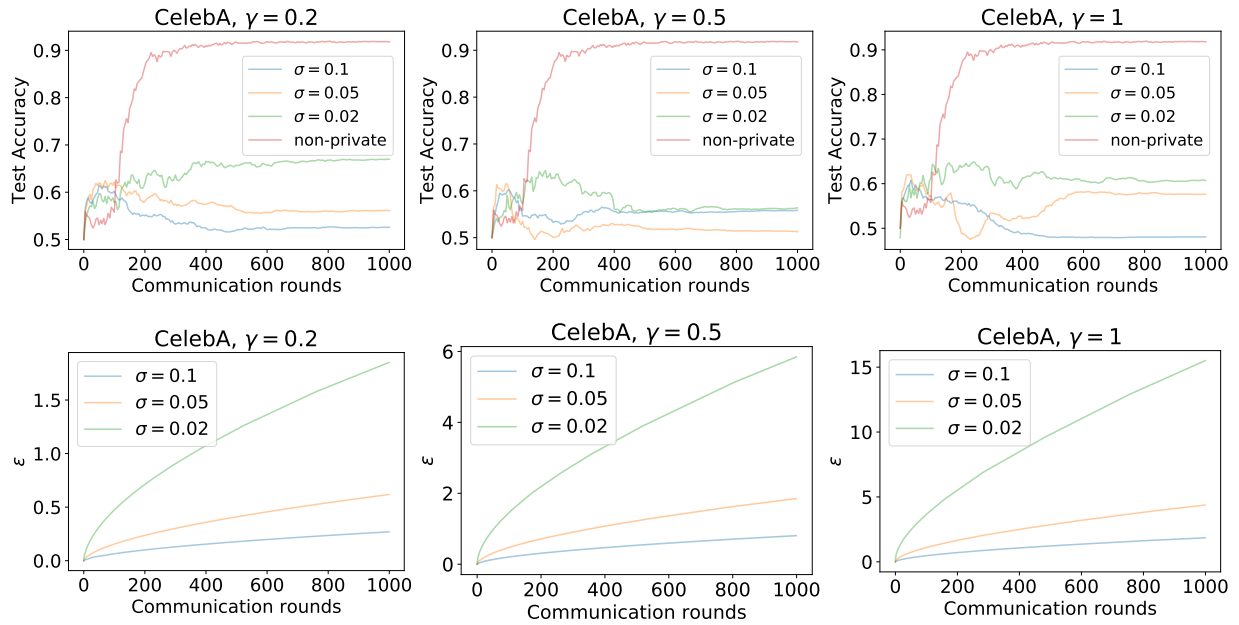 CelebA, γ = 0.2
Test Accuracy
0.9
0.8
0.7
0.6
0.5
σ = 0.1
σ = 0.05
σ = 0.02
non-private
0 200 400 600 800 1000
Communication rounds
CelebA, γ = 0.5
Test Accuracy
0.9
0.8
0.7
0.6
0.5
σ = 0.1
σ = 0.05
σ = 0.02
non-private
0 200 400 600 800 1000
Communication rounds
CelebA, γ = 1
Test Accuracy
0.9
0.8
0.7
0.6
0.5
σ = 0.1
σ = 0.05
σ = 0.02
non-private
0 200 400 600 800 1000
Communication rounds
CelebA, γ = 0.2
ε
1.5
1.0
0.5
0.0
σ = 0.1
σ = 0.05
σ = 0.02
0 200 400 600 800 1000
Communication rounds
CelebA, γ = 0.5
ε
6
4
2
0
σ = 0.1
σ = 0.05
σ = 0.02
0 200 400 600 800 1000
Communication rounds
CelebA, γ = 1
ε
15
10
5
0
σ = 0.1
σ = 0.05
σ = 0.02
0 200 400 600 800 1000
Communication rounds